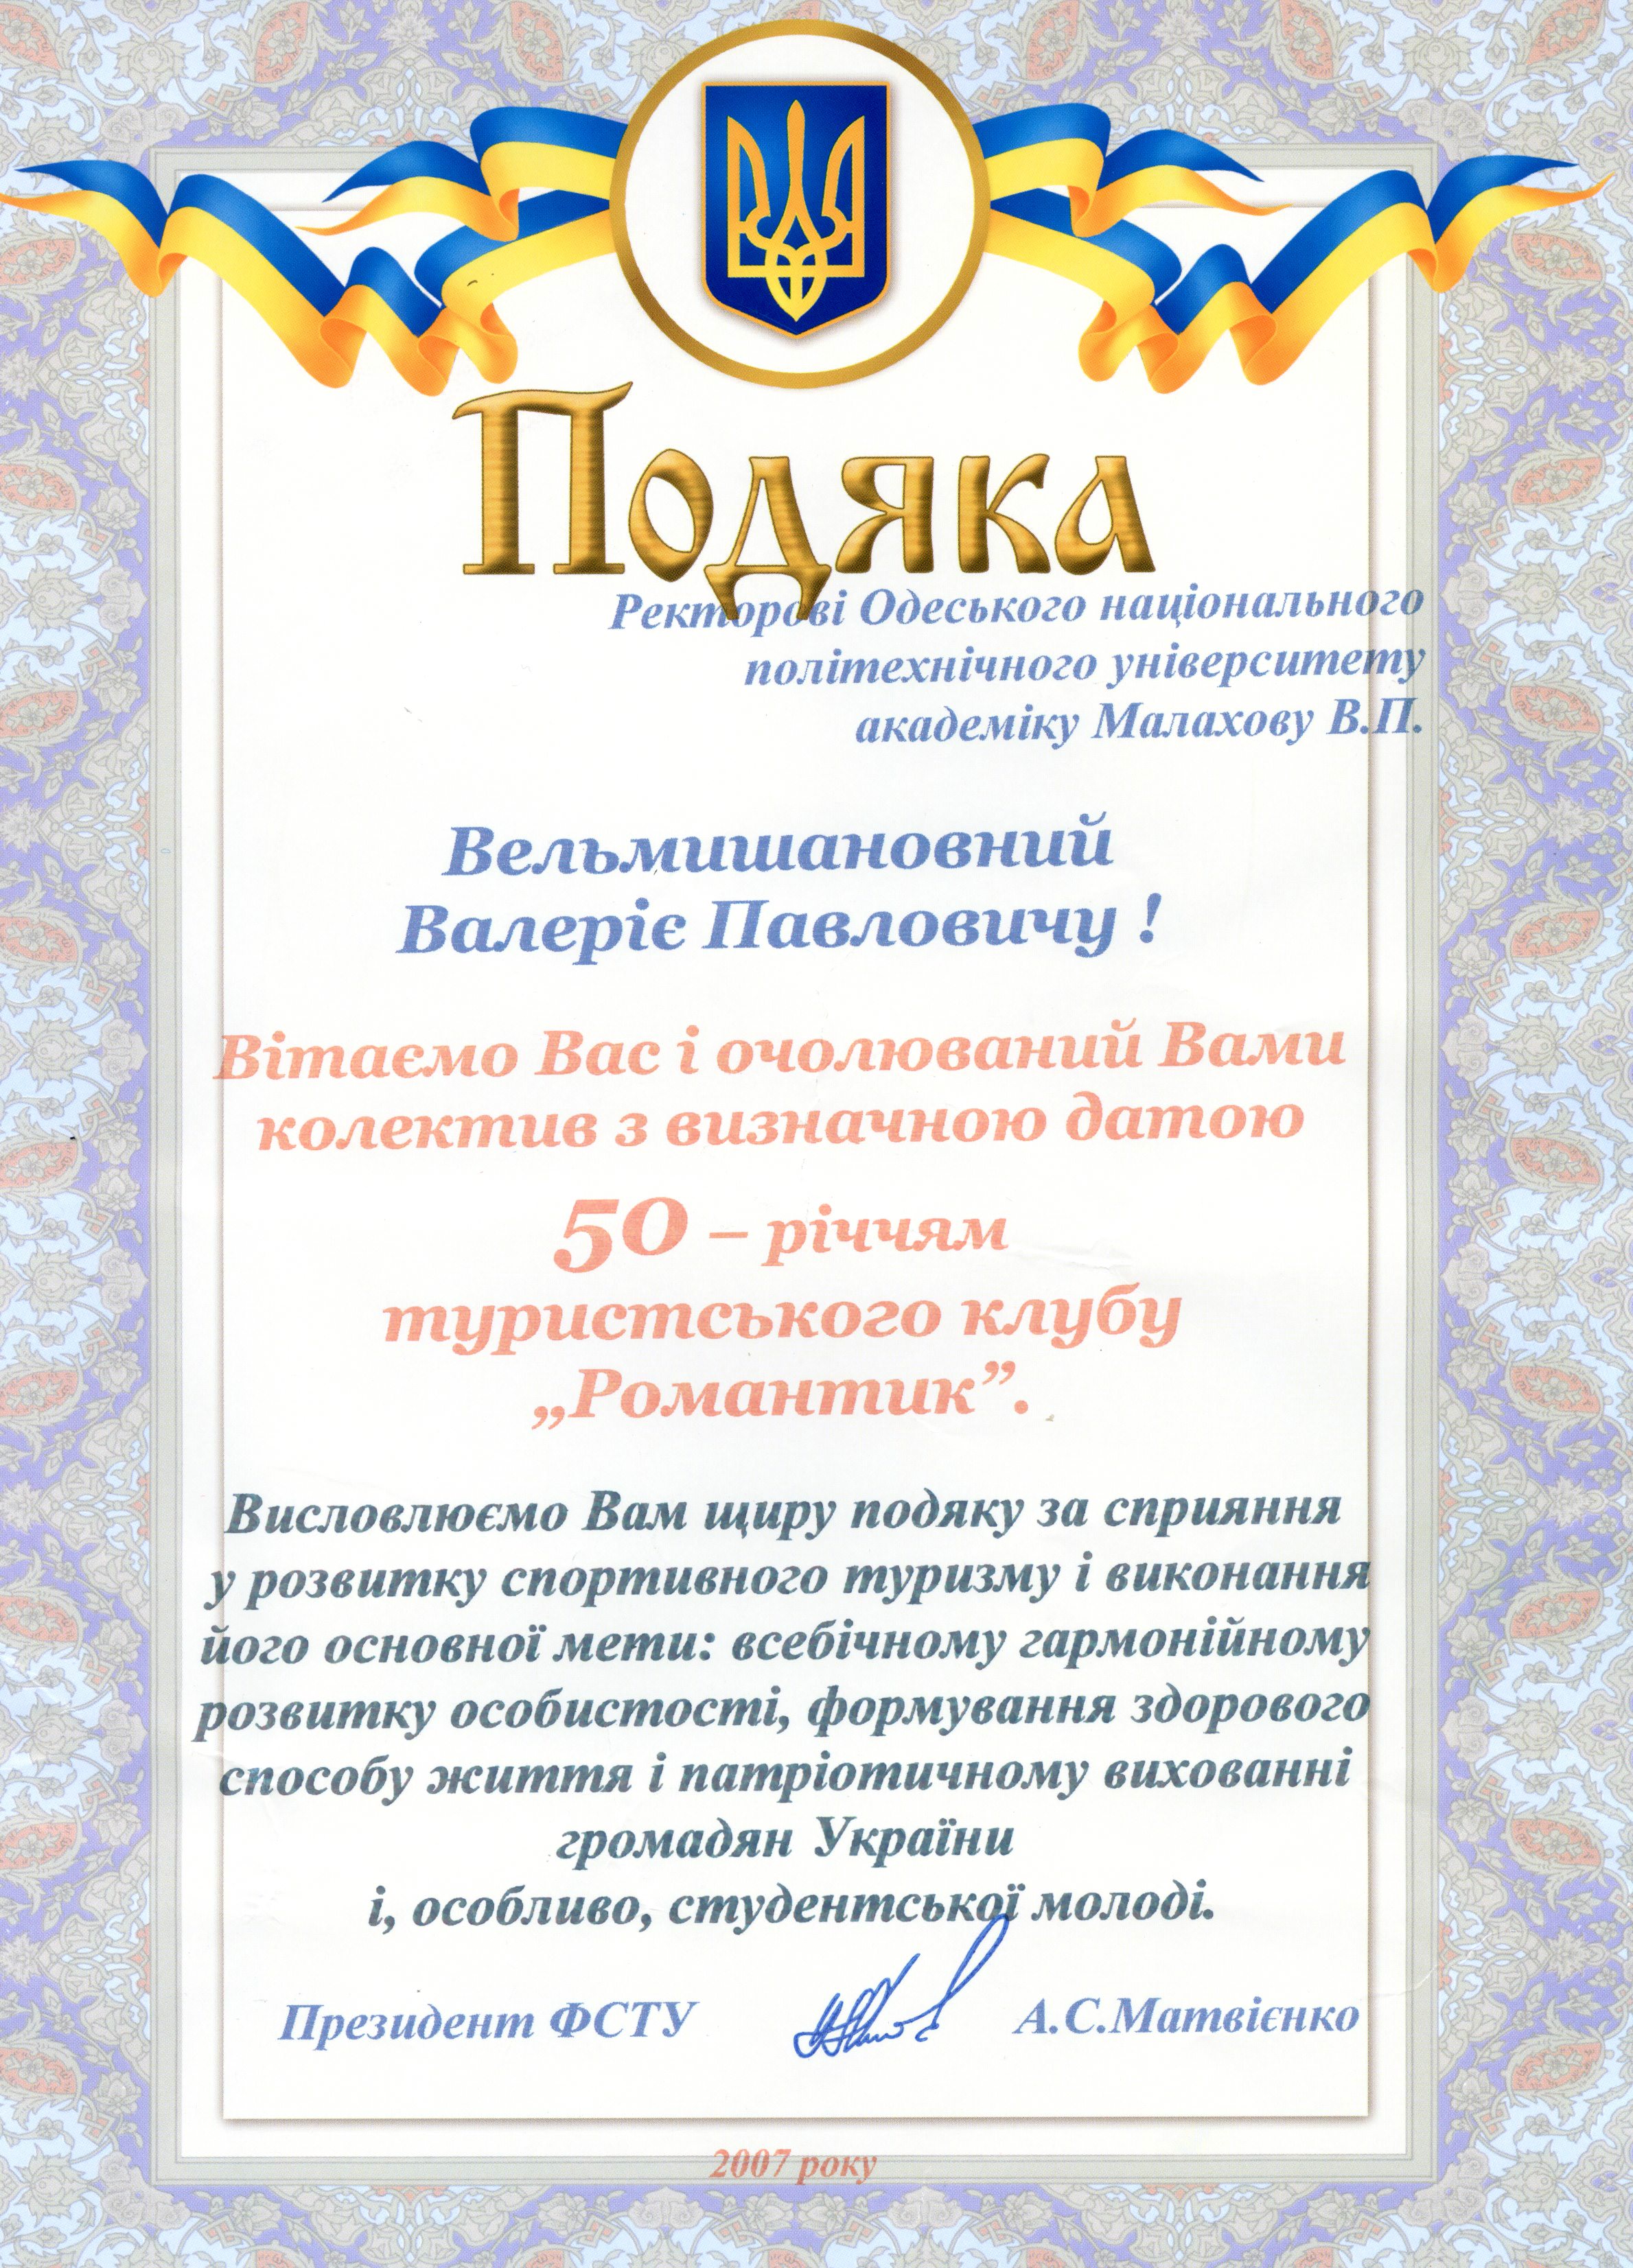 Подяка
Ректорові Одеського національного
політехнічного університету
академіку Малахову В.П.
Вельмишановний
Валеріє Павловичу !
Вітаємо Вас і очолюваний Вами
колектив з визначною датою
50 – річчям
туристського клубу
„Романтик”.
Висловлюємо Вам щиру подяку за сприяння
у розвитку спортивного туризму і виконання
його основної мети: всебічному гармонійному
розвитку особистості, формування здорового
способу життя і патріотичному вихованні
громадян України
і, особливо, студентської молоді.
Президент ФСТУ А.С.Матвієнко
2007 року